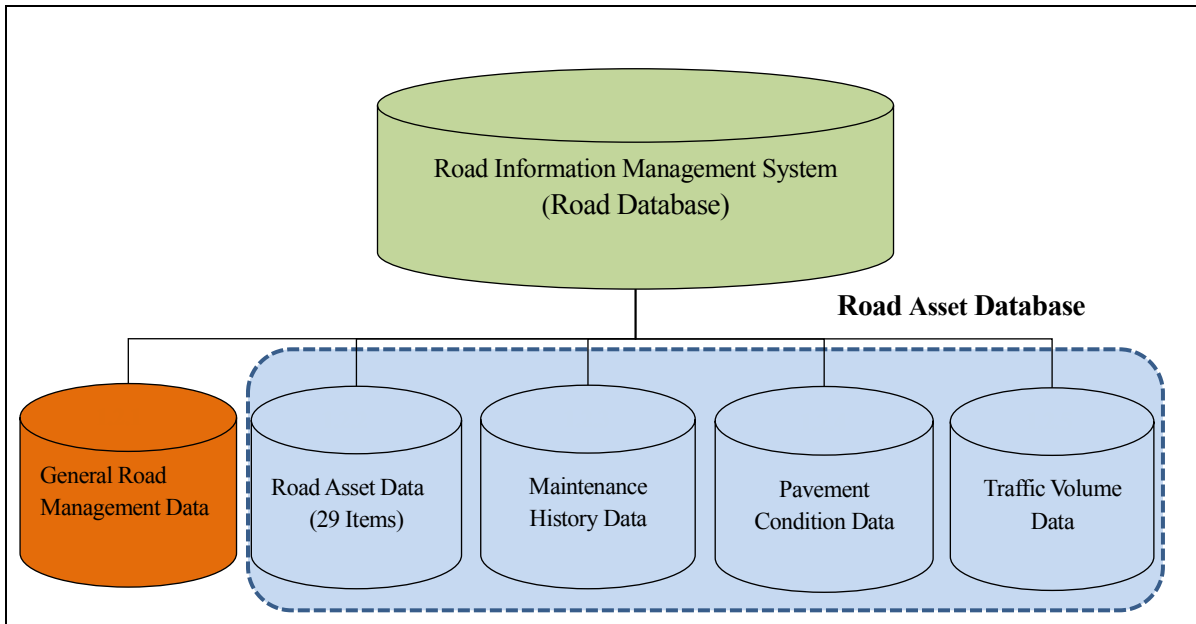 Road Information Management System
(Road Database)
Road Asset Database
General Road
Management Data
Road Asset Data
(29 Items)
Maintenance
History Data
Pavement
Condition Data
Traffic Volume
Data